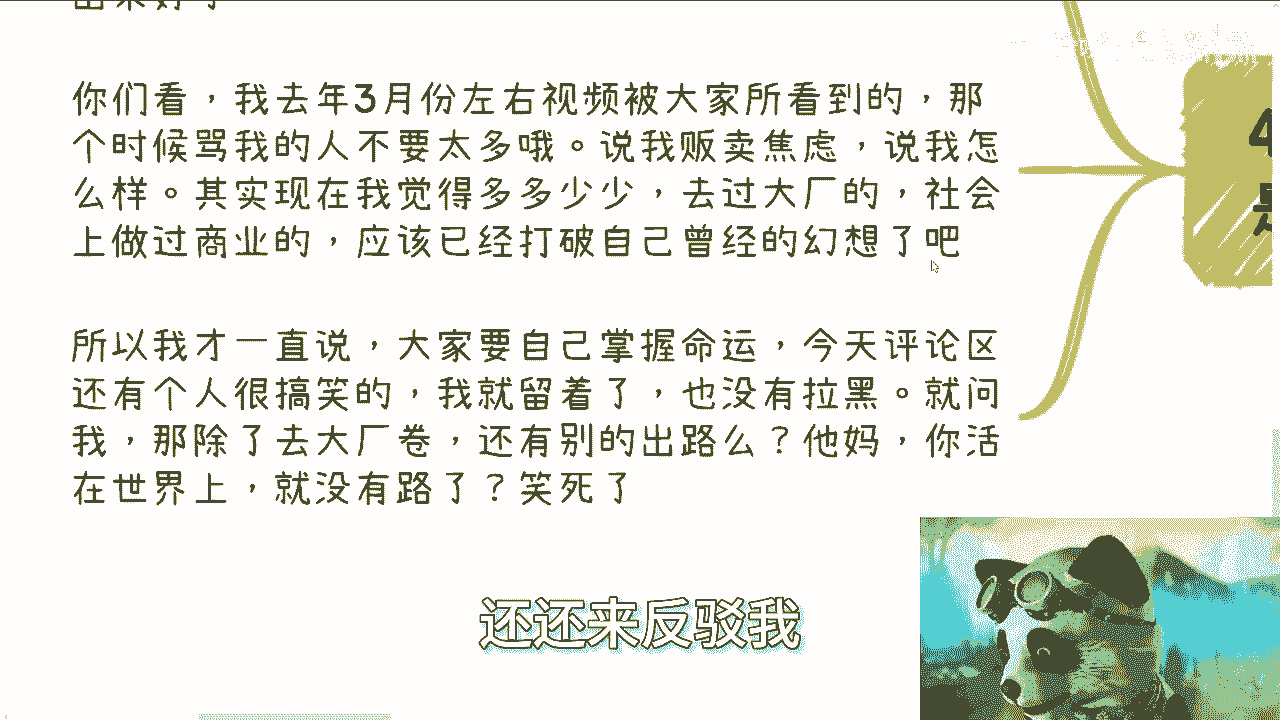 你们看，我去年3月份左右视频被大家所看到的，那
个时候骂我的人不要太多哦。说我贩卖焦虑，说我怎
么样。其实现在我觉得多多少少，去过大厂的，社会
上做过商业的，应该已经打破自己曾经的幻想了吧
所以我才一直说，大家要自己掌握命运，今天评论区
还有个人很搞笑的，我就留着了，也没有拉黑。就问
我，那除了去大厂卷，还有别的出路么？他妈，你活
在世界上，就没有路了？笑死了
还还来反驳我